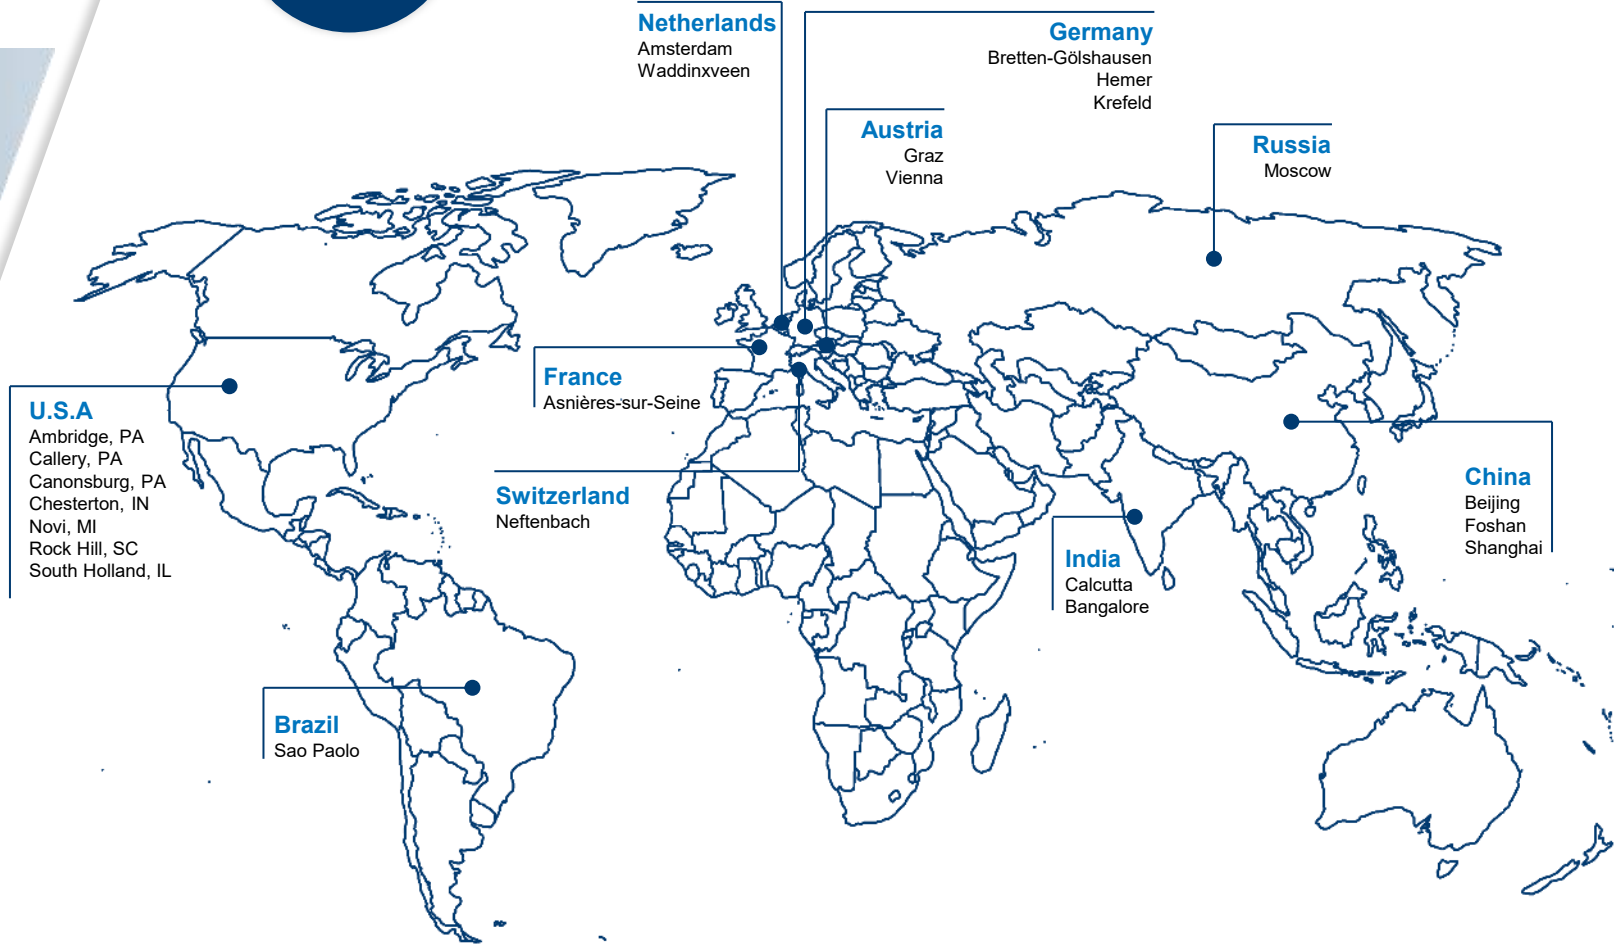 Netherlands
Amsterdam
Waddinxveen
Germany
Bretten-Gölshausen
Hemer
Krefeld
Austria
Graz
Vienna
Russia
Moscow
France
Asnières-sur-Seine
U.S.A
Ambridge, PA
Callery, PA
Canonsburg, PA
Chesterton, IN
Novi, MI
Rock Hill, SC
South Holland, IL
Switzerland
Neftenbach
China
Beijing
Foshan
Shanghai
India
Calcutta
Bangalore
Brazil
Sao Paolo